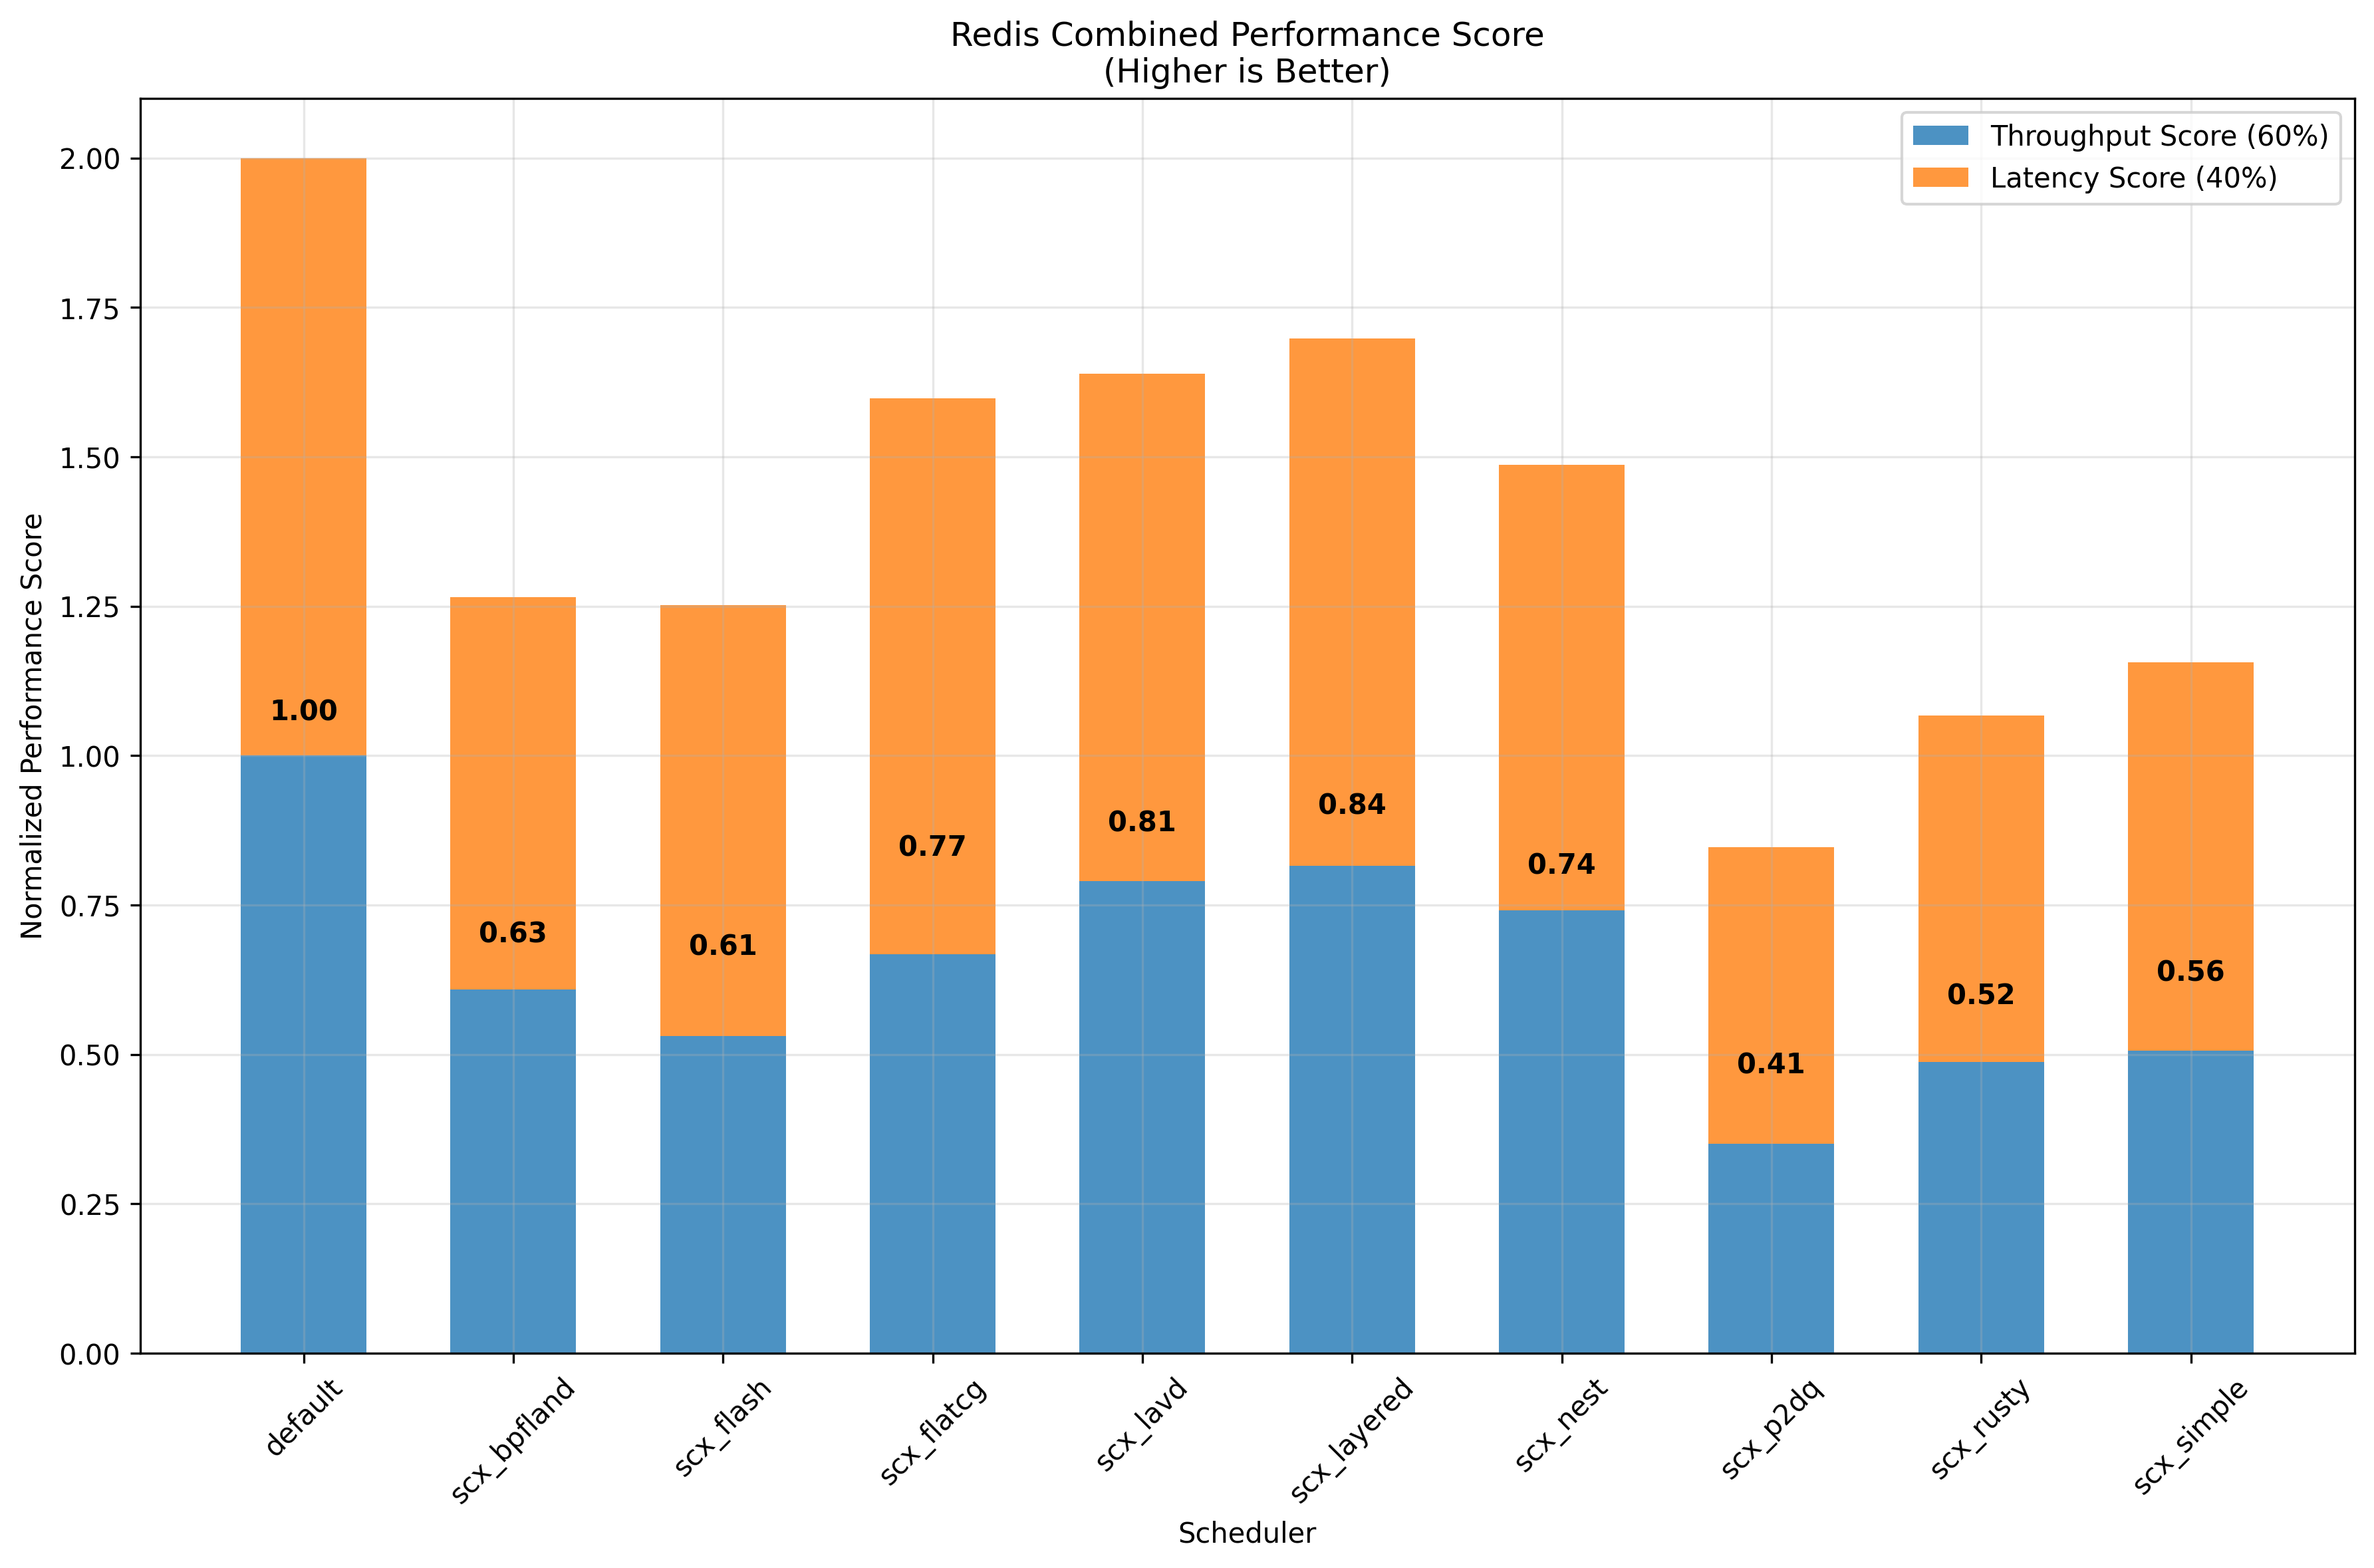 Redis Combined Performance Score
(Higher is Better)
Throughput Score (60%)
Latency Score (40%)
Normalized Performance Score
2.00
1.75
1.50
1.25
1.00
0.75
0.50
0.25
0.00
1.00
0.63
0.61
0.77
0.81
0.84
0.74
0.41
0.52
0.56
default
scx_bpfland
scx_flash
scx_flatcg
scx_lavd
scx_layered
scx_nest
scx_p2dq
scx_rusty
scx_simple
Scheduler